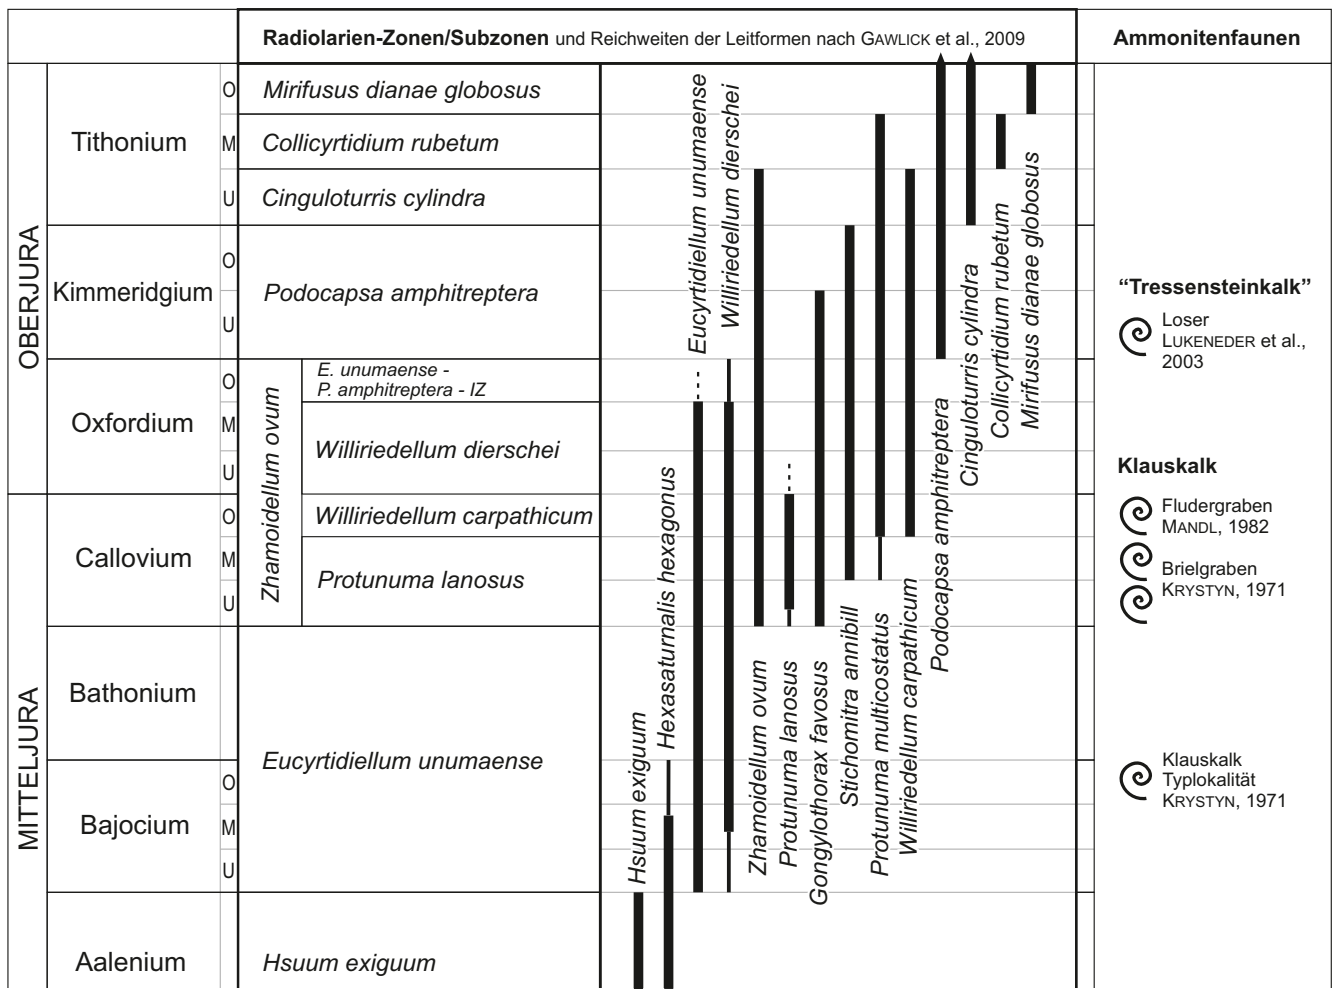 Radiolarien-Zonen/Subzonen und Reichweiten der Leitformen nach GAWLICK et al., 2009
Ammonitenfaunen
OBERJURA
Tithonium
O
M
U
Mirifusus dianae globosus
Collicyrtidium rubetum
Cinguloturris cylindra
Kimmeridgium
O
U
Podocapsa amphitreptera
Oxfordium
O
M
U
Zhamoidellum ovum
E. unumaense -
P. amphitreptera - IZ
Williriedellum dierschei
MITTELJURA
Callovium
O
M
U
Williriedellum carpathicum
Protunuma lanosus
Bathonium
Eucyrtidiellum unumaense
Bajocium
O
M
U
Aalenium
Hsuum exiguum
Hsuum exiguum
Hexasaturnalis hexagonus
Eucyrtidiellum unumaense
Williriedellum dierschei
Zhamoidellum ovum
Protunuma lanosus
Gongylothorax favosus
Stichomitra annibill
Protunuma multicostatus
Williriedellum carpathicum
Podocapsa amphitreptera
Cinguloturris cylindra
Collicyrtidium rubetum
Mirifusus dianae globosus
“Tressensteinkalk”
Loser
LUKENEDER et al.,
2003
Klauskalk
Fludergraben
MANDL, 1982
Brielgraben
KRYSTYN, 1971
Klauskalk
Typlokalität
KRYSTYN, 1971